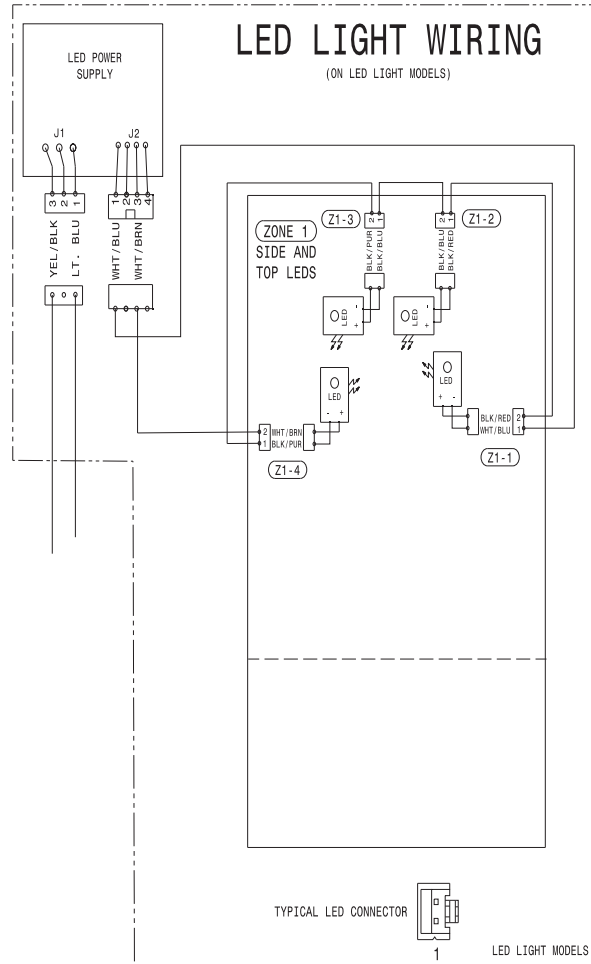 LED LIGHT WIRING
(ON LED LIGHT MODELS)
LED POWER
SUPPLY
J1
J2
3 2 1
1 2 3 4
YEL/BLK
LT. BLU
WHT/BLU
WHT/BRN
ZONE 1
SIDE AND
TOP LEDS
Z1-3
2 1
BLK/PUR
BLK/BLU
LED
- +
2 1
Z1-2
BLK/BLU
BLK/RED
LED
- +
LED
- +
2 WHT/BRN
1 BLK/PUR
Z1-4
LED
+ -
BLK/RED 2
WHT/BLU 1
Z1-1
TYPICAL LED CONNECTOR
1
LED LIGHT MODELS